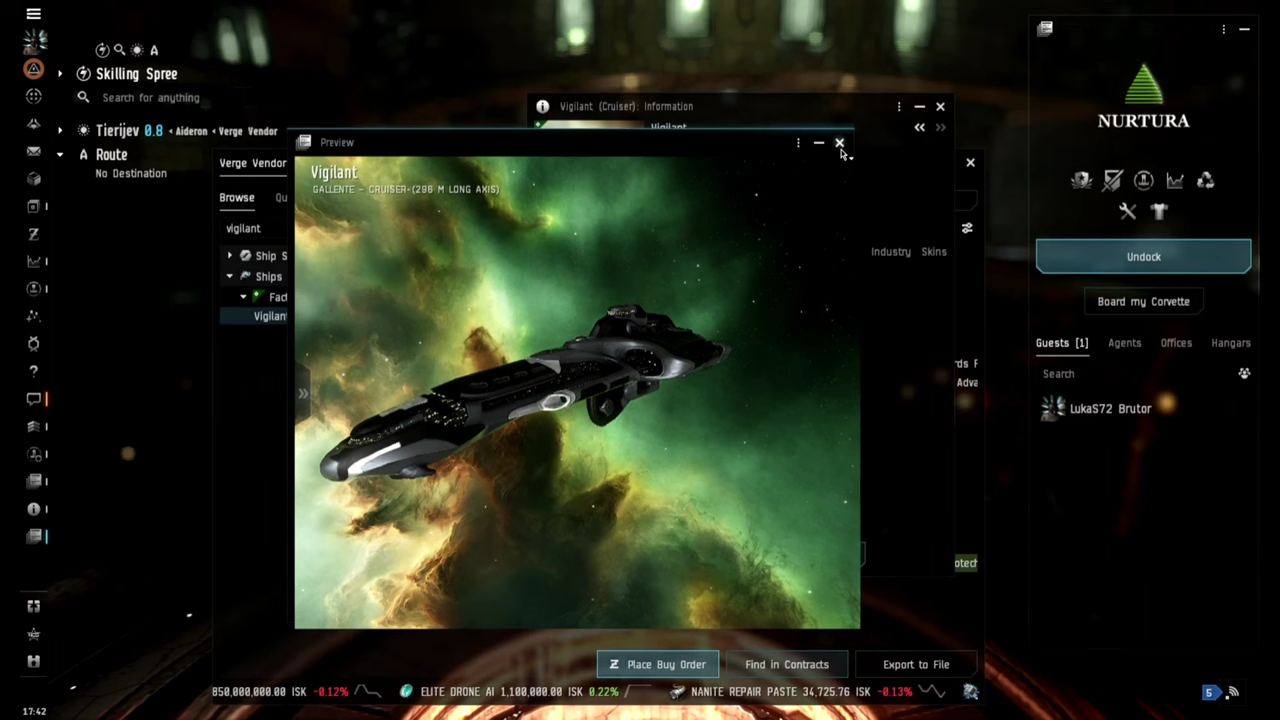 Skilling Spree
Search for anything
Tierijev 0.8 ‹ Aideron ‹ Verge Vendor
Route
No Destination
Verge Vendor
Browse
vigilant
Ships
Vigilant
Vigilant (Cruiser): Information
Vigilant
Preview
Vigilant
GALLENTE - CRUISER (296 M LONG AXIS)
Industry Skins
Place Buy Order
Find in Contracts
Export to File
850,000,000.00 ISK -0.12% ELITE DRONE AI 1,100,000.00 ISK 0.22% NANITE REPAIR PASTE 34,725.76 ISK -0.13%
NURTURA
Undock
Board my Corvette
Guests [1] Agents Offices Hangars
Search
LukaS72 Brutor
5
17:42